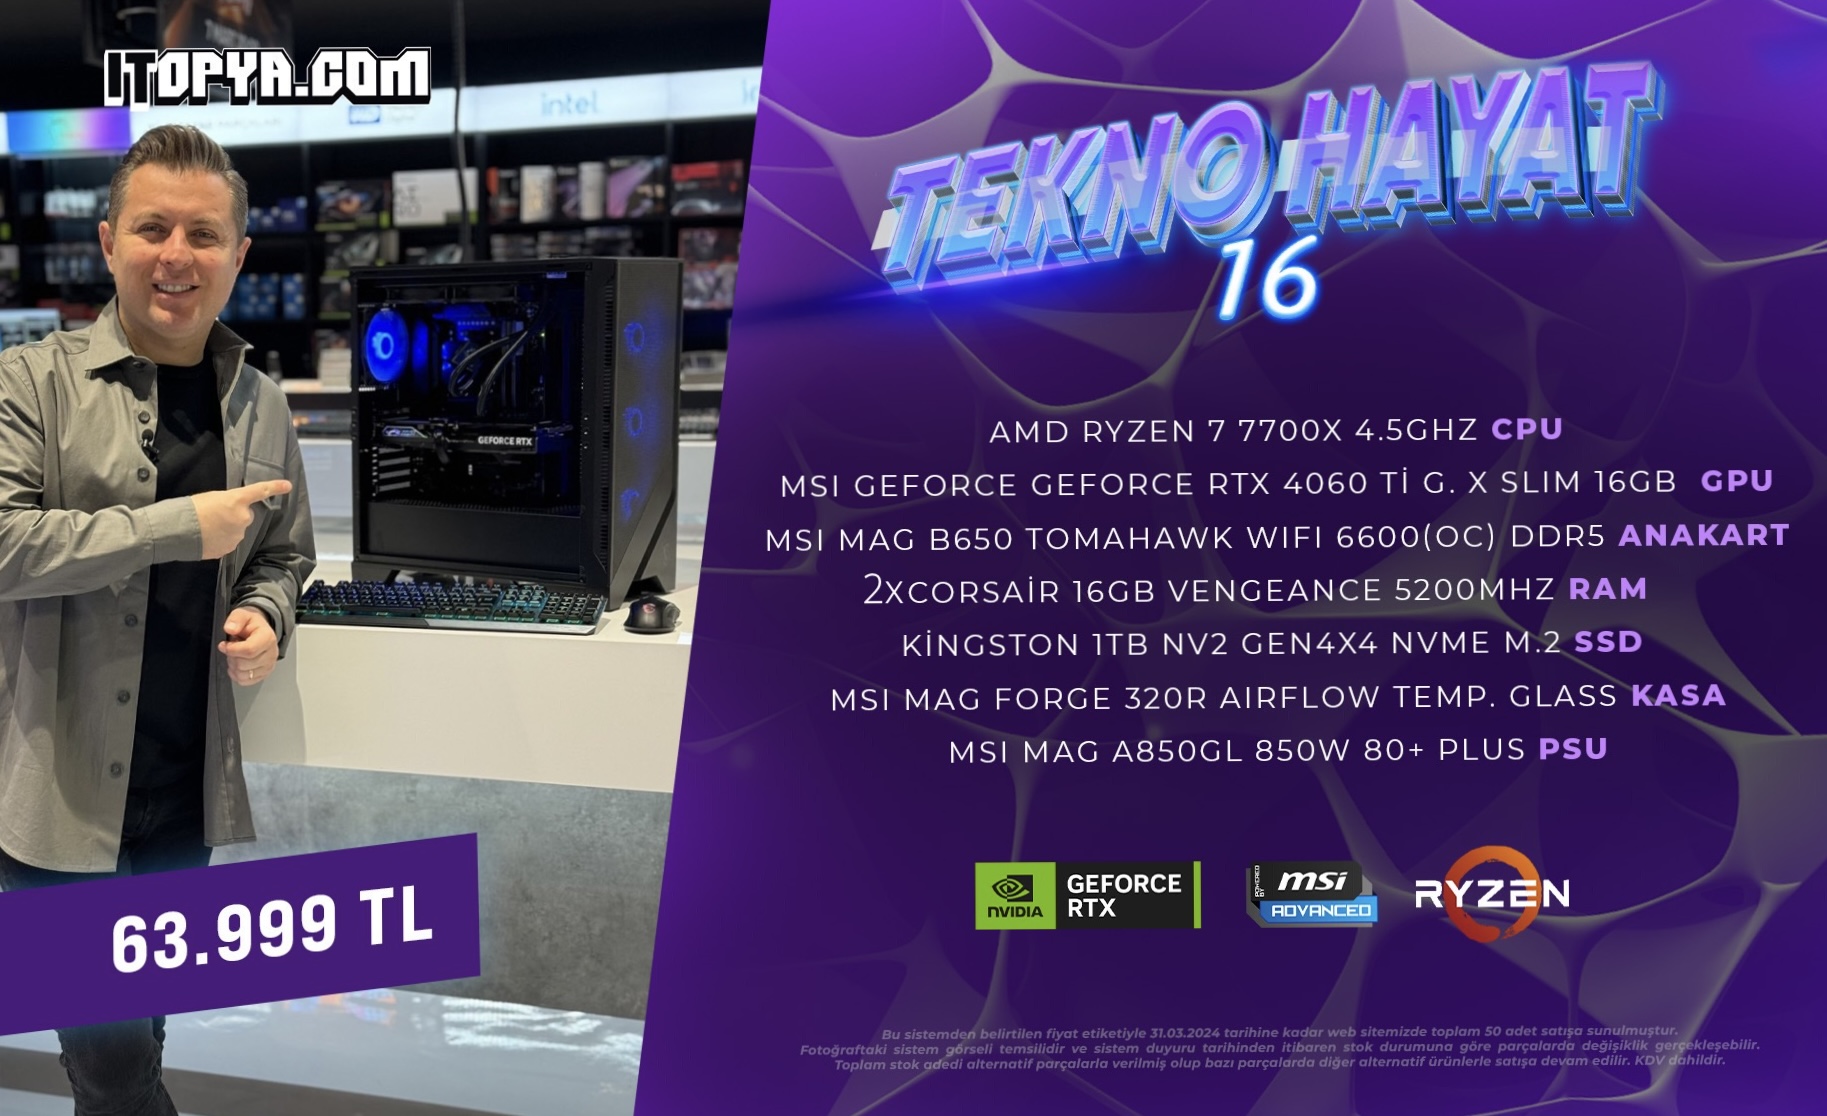 ITOPYA.COM
intel
GEFORCE RTX
63.999 TL
TEKNO HAYAT
16
AMD RYZEN 7 7700X 4.5GHZ CPU
MSI GEFORCE GEFORCE RTX 4060 Tİ G. X SLIM 16GB GPU
MSI MAG B650 TOMAHAWK WIFI 6600(OC) DDR5 ANAKART
2XCORSAİR 16GB VENGEANCE 5200MHZ RAM
KİNGSTON 1TB NV2 GEN4X4 NVME M.2 SSD
MSI MAG FORGE 320R AIRFLOW TEMP. GLASS KASA
MSI MAG A850GL 850W 80+ PLUS PSU
NVIDIA GEFORCE RTX
POWERED BY MSI ADVANCED
RYZEN
Bu sistemden belirtilen fiyat etiketiyle 31.03.2024 tarihine kadar web sitemizde toplam 50 adet satışa sunulmuştur.
Fotoğraftaki sistem görseli temsilidir ve sistem duyuru tarihinden itibaren stok durumuna göre parçalarda değişiklik gerçekleşebilir.
Toplam stok adedi alternatif parçalarla verilmiş olup bazı parçalarda diğer alternatif ürünlerle satışa devam edilir. KDV dahildir.